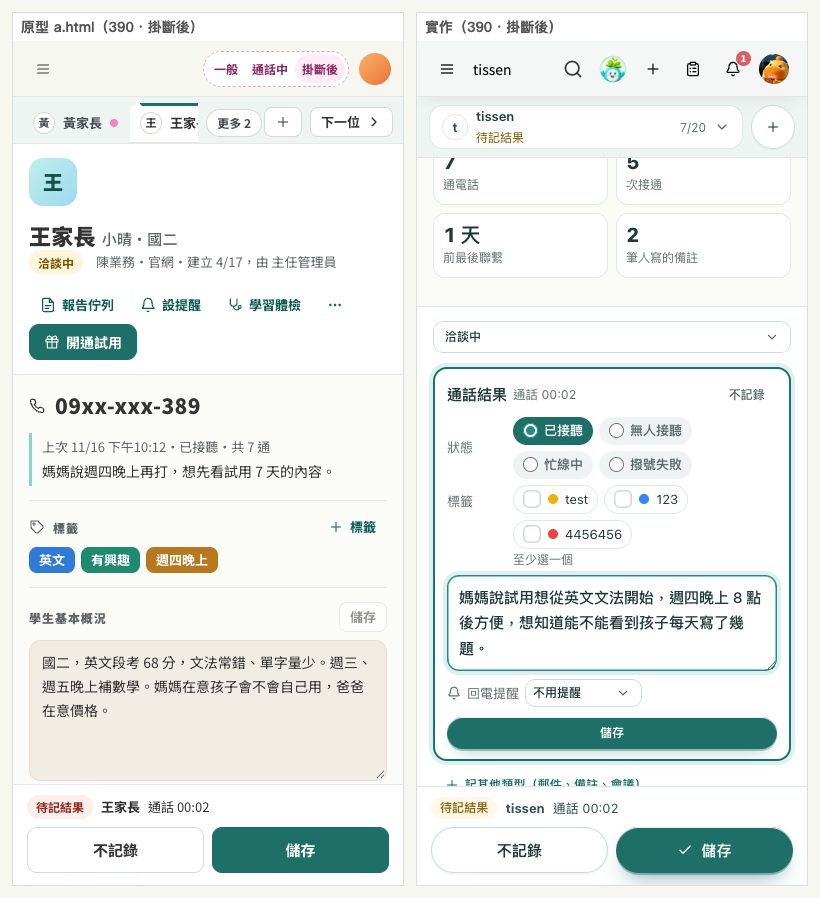 原型 a.html（390・掛斷後）
一般 通話中 掛斷後
黃 黃家長
王 王家
更多 2
下一位
王
王家長 小晴・國二
洽談中 陳業務・官網・建立 4/17，由 主任管理員
報告佇列 設提醒 學習體檢
開通試用
09xx-xxx-389
上次 11/16 下午10:12・已接聽・共 7 通
媽媽說週四晚上再打，想先看試用 7 天的內容。
標籤 + 標籤
英文 有興趣 週四晚上
學生基本概況 儲存
國二，英文段考 68 分，文法常錯、單字量少。週三、
週五晚上補數學。媽媽在意孩子會不會自己用，爸爸
在意價格。
待記結果 王家長 通話 00:02
不記錄 儲存
實作（390・掛斷後）
tissen 1
t tissen
待記結果
7/20
7 5
通電話 次接通
1 天 2
前最後聯繫 筆人寫的備註
洽談中
通話結果 通話 00:02 不記錄
狀態 已接聽 無人接聽
忙線中 撥號失敗
標籤 test 123
4456456
至少選一個
媽媽說試用想從英文文法開始，週四晚上 8 點
後方便，想知道能不能看到孩子每天寫了幾
題。
回電提醒 不用提醒
儲存
+ 記其他類型（郵件、備註、會議）
待記結果 tissen 通話 00:02
不記錄 儲存